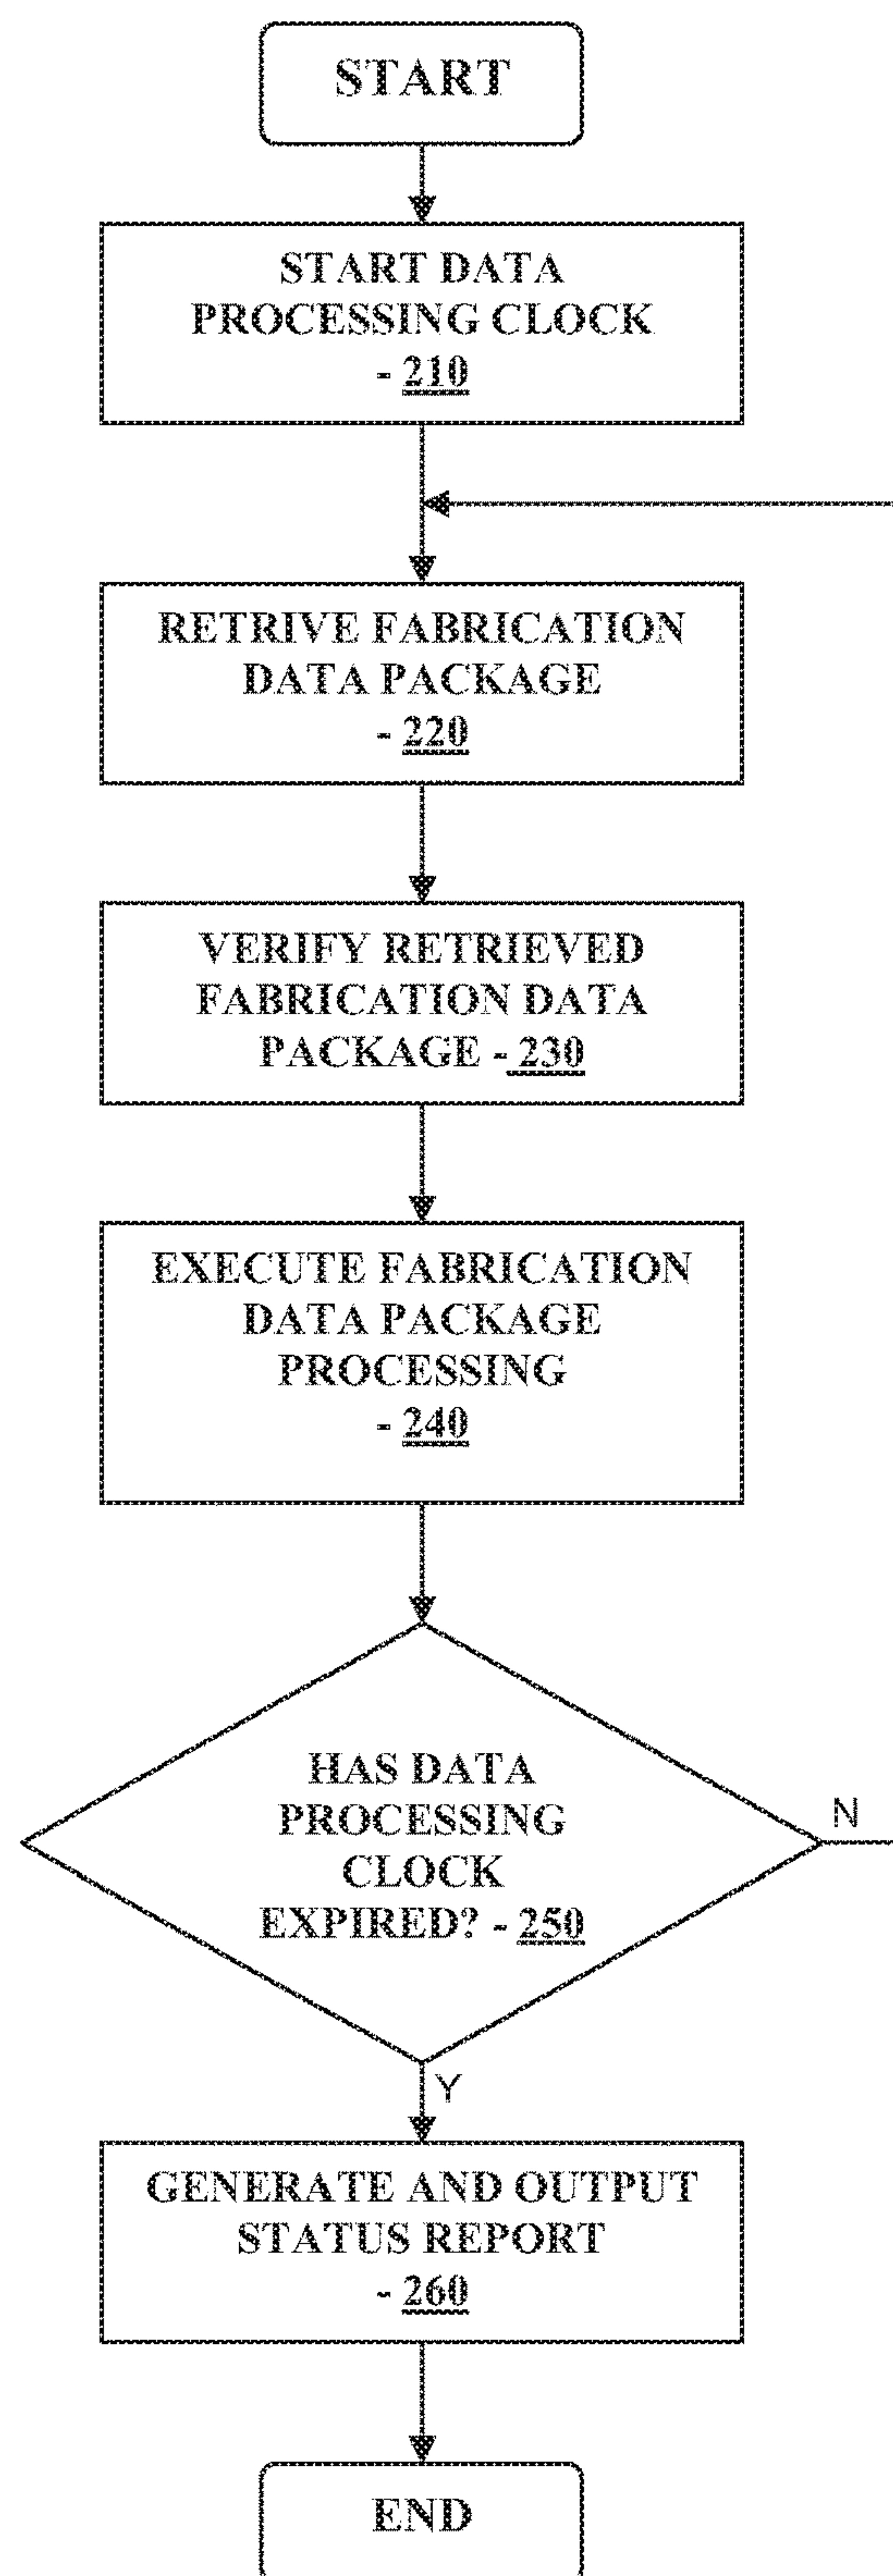 START
START DATA
PROCESSING CLOCK
- 210
RETRIVE FABRICATION
DATA PACKAGE
- 220
VERIFY RETRIEVED
FABRICATION DATA
PACKAGE - 230
EXECUTE FABRICATION
DATA PACKAGE
PROCESSING
- 240
HAS DATA
PROCESSING
CLOCK
EXPIRED? - 250
N
Y
GENERATE AND OUTPUT
STATUS REPORT
- 260
END